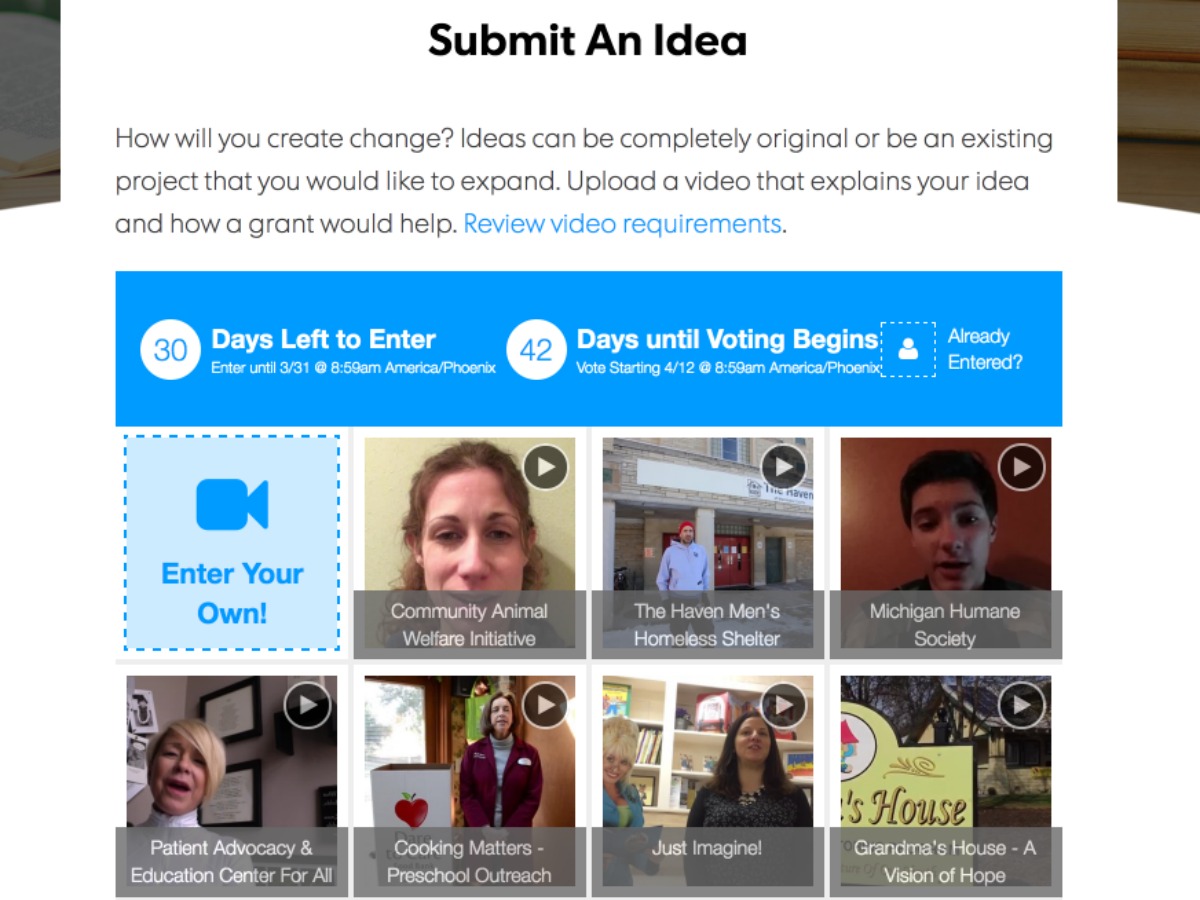 Submit An Idea
How will you create change? Ideas can be completely original or be an existing
project that you would like to expand. Upload a video that explains your idea
and how a grant would help. Review video requirements.
30
Days Left to Enter
Enter until 3/31 @ 8:59am America/Phoenix
42
Days until Voting Begins
Vote Starting 4/12 @ 8:59am America/Phoenix
Already
Entered?
Enter Your
Own!
Community Animal
Welfare Initiative
The Haven
The Haven Men's
Homeless Shelter
Michigan Humane
Society
Patient Advocacy &
Education Center For All
Dare
to Care
Cooking Matters -
Preschool Outreach
Just Imagine!
's House
Grandma's House - A
Vision of Hope